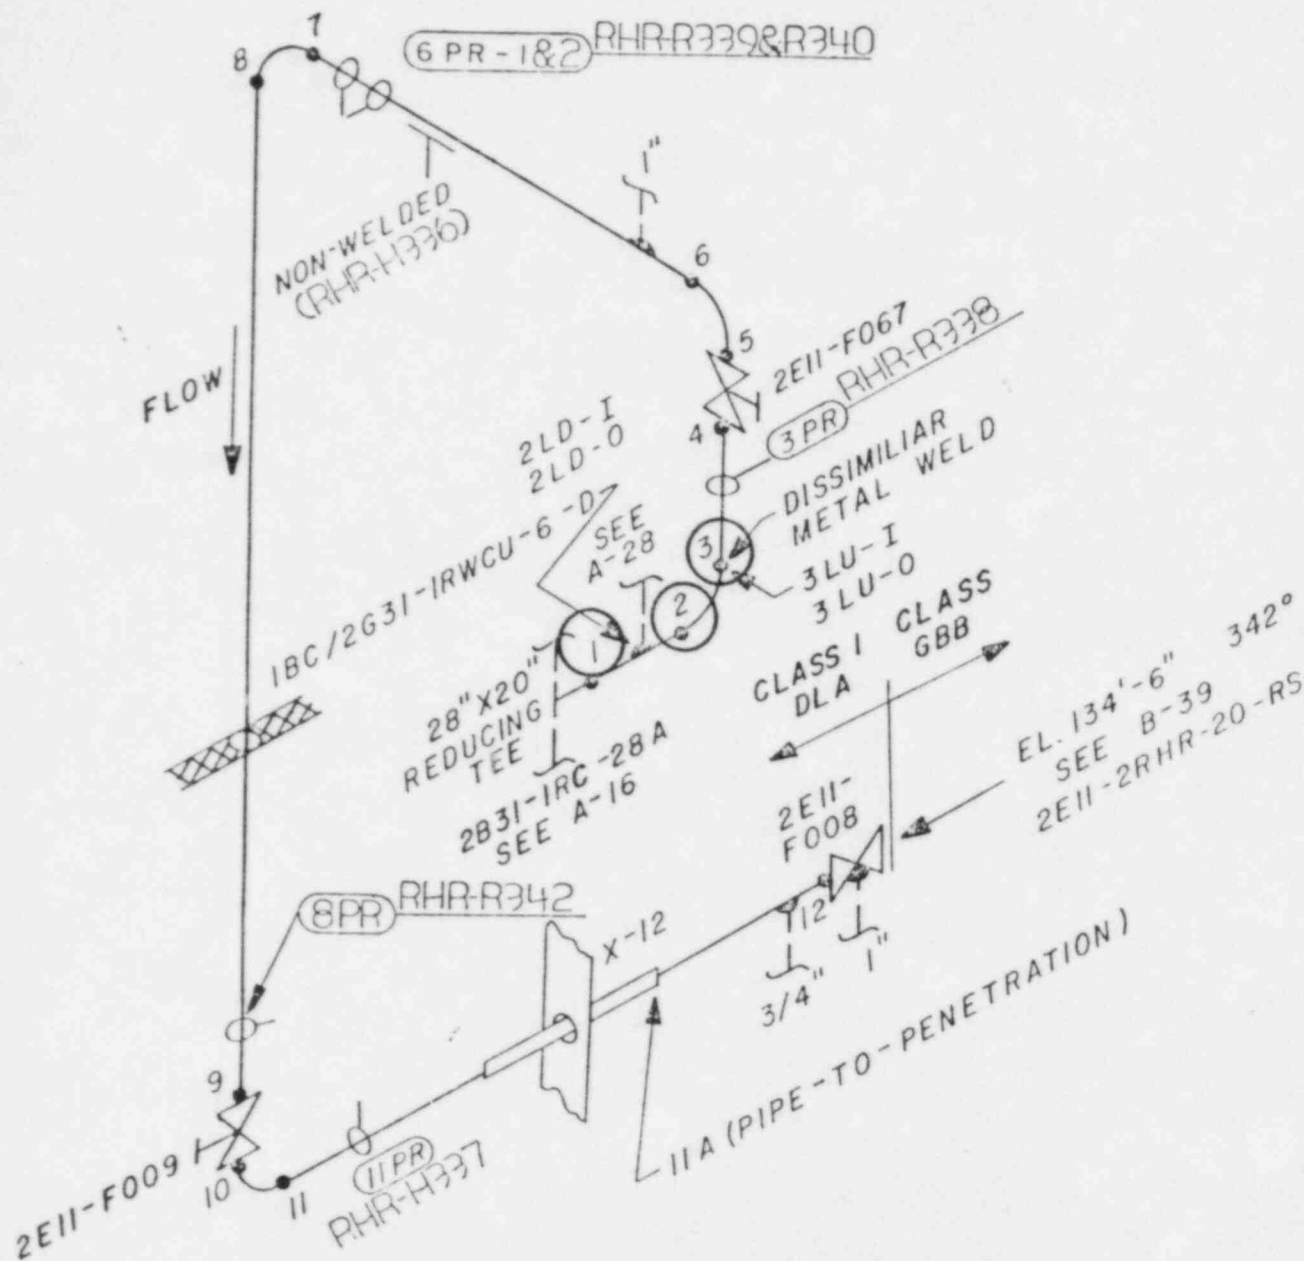 7
8
6 PR - 1&2 RHR-R339&R340
1"
NON-WELDED
(RHR-H336)
6
5
2E11-F067
FLOW
4
3PR RHR-R338
2LD-I
2LD-O
DISSIMILIAR
METAL WELD
SEE
A-28
3
3LU-I
3LU-O
1BC/2G31-1RWCU-6-D
2
1
CLASS 1 CLASS
DLA GBB
28"X20"
REDUCING
TEE
2B31-1RC-28A
SEE A-16
EL. 134'-6" 342°
SEE B-39
2E11-2RHR-20-RS
2E11-
F008
8PR RHR-R342
X-12
12
3/4"
1"
9
11A (PIPE-TO-PENETRATION)
2E11-F009
10
11
11PR
RHR-H337